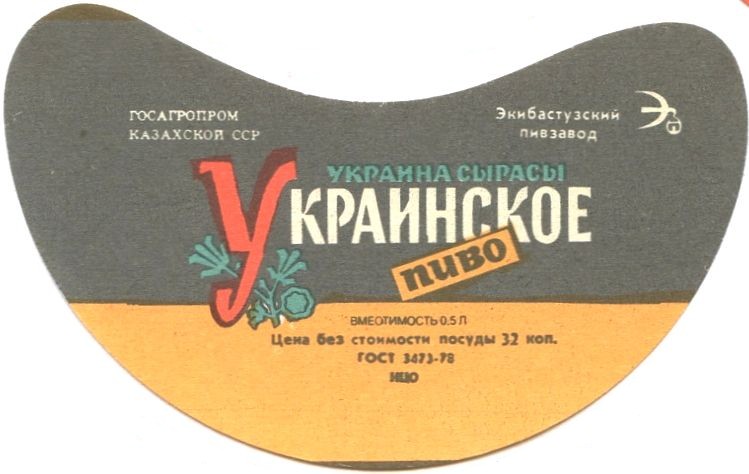 ГОСАГРОПРОМ
КАЗАХСКОЙ ССР
Экибастузский
пивзавод
УКРАИНА СЫРАСЫ
УКРАИНСКОЕ
ПИВО
ВМЕОТИМОСТЬ 0.5 Л
Цена без стоимости посуды 32 коп.
ГОСТ 3473-78